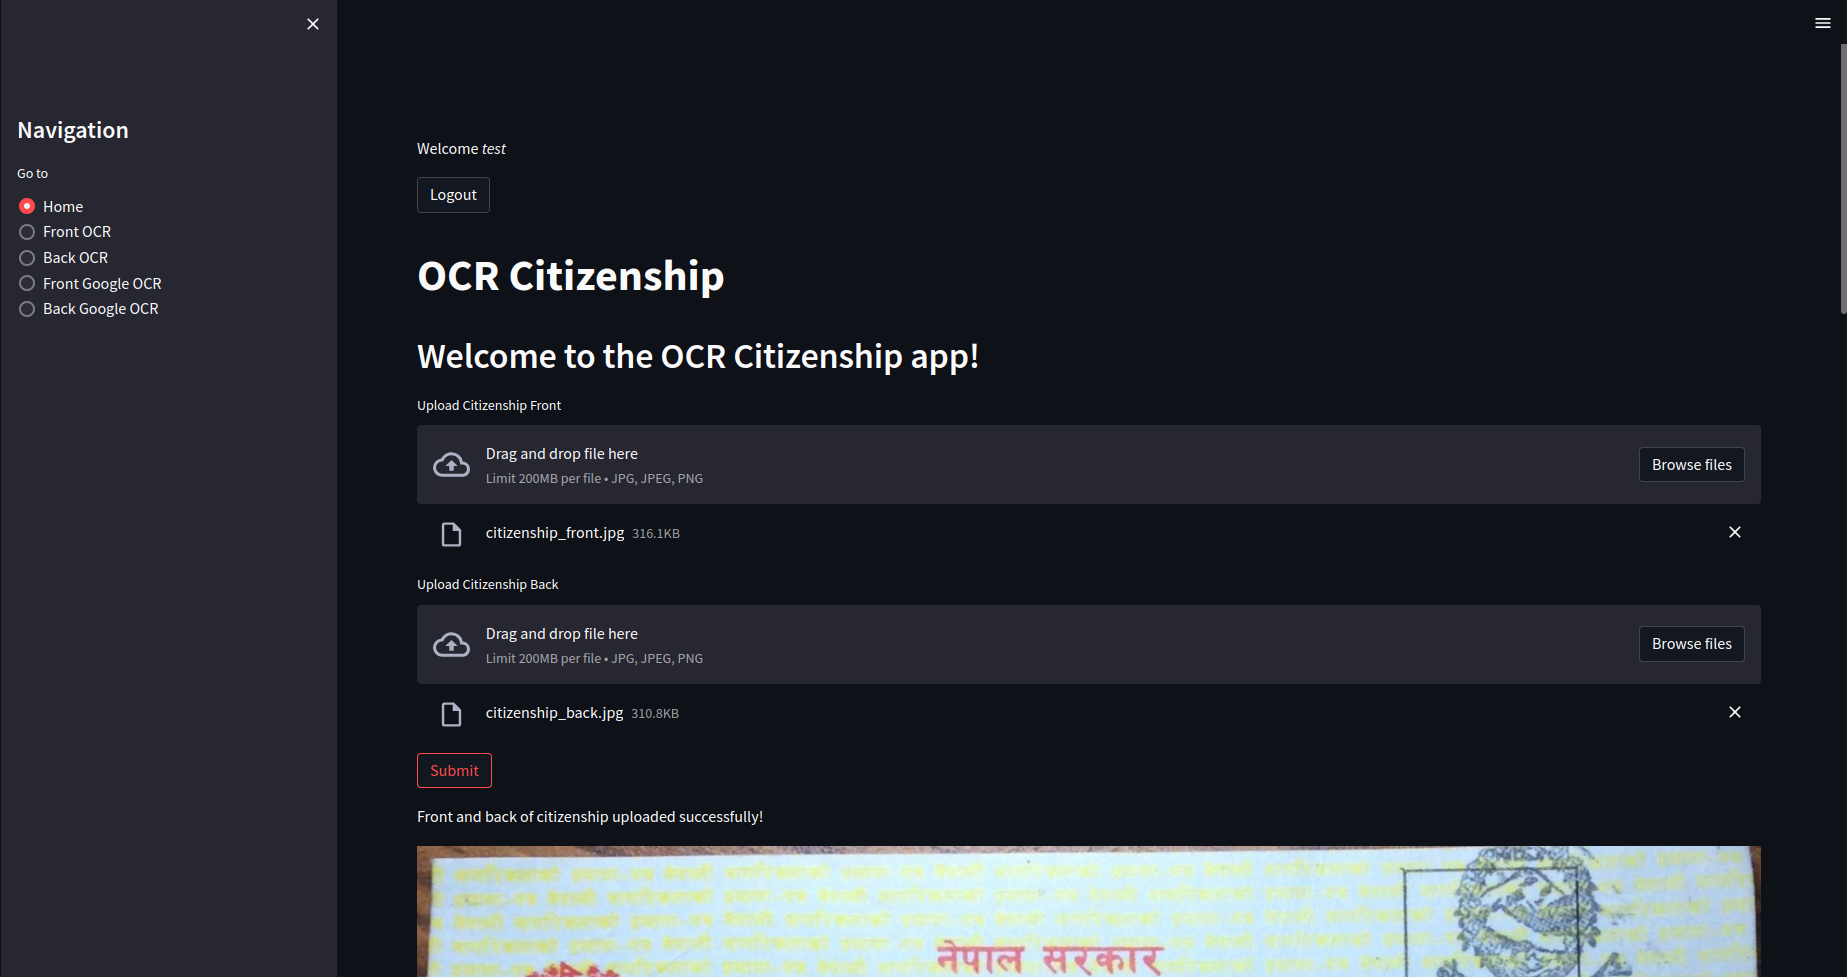 Navigation
Go to
Home
Front OCR
Back OCR
Front Google OCR
Back Google OCR
Welcome test
Logout
OCR Citizenship
Welcome to the OCR Citizenship app!
Upload Citizenship Front
Drag and drop file here
Limit 200MB per file • JPG, JPEG, PNG
Browse files
citizenship_front.jpg 316.1KB
Upload Citizenship Back
Drag and drop file here
Limit 200MB per file • JPG, JPEG, PNG
Browse files
citizenship_back.jpg 310.8KB
Submit
Front and back of citizenship uploaded successfully!
नेपाल सरकार